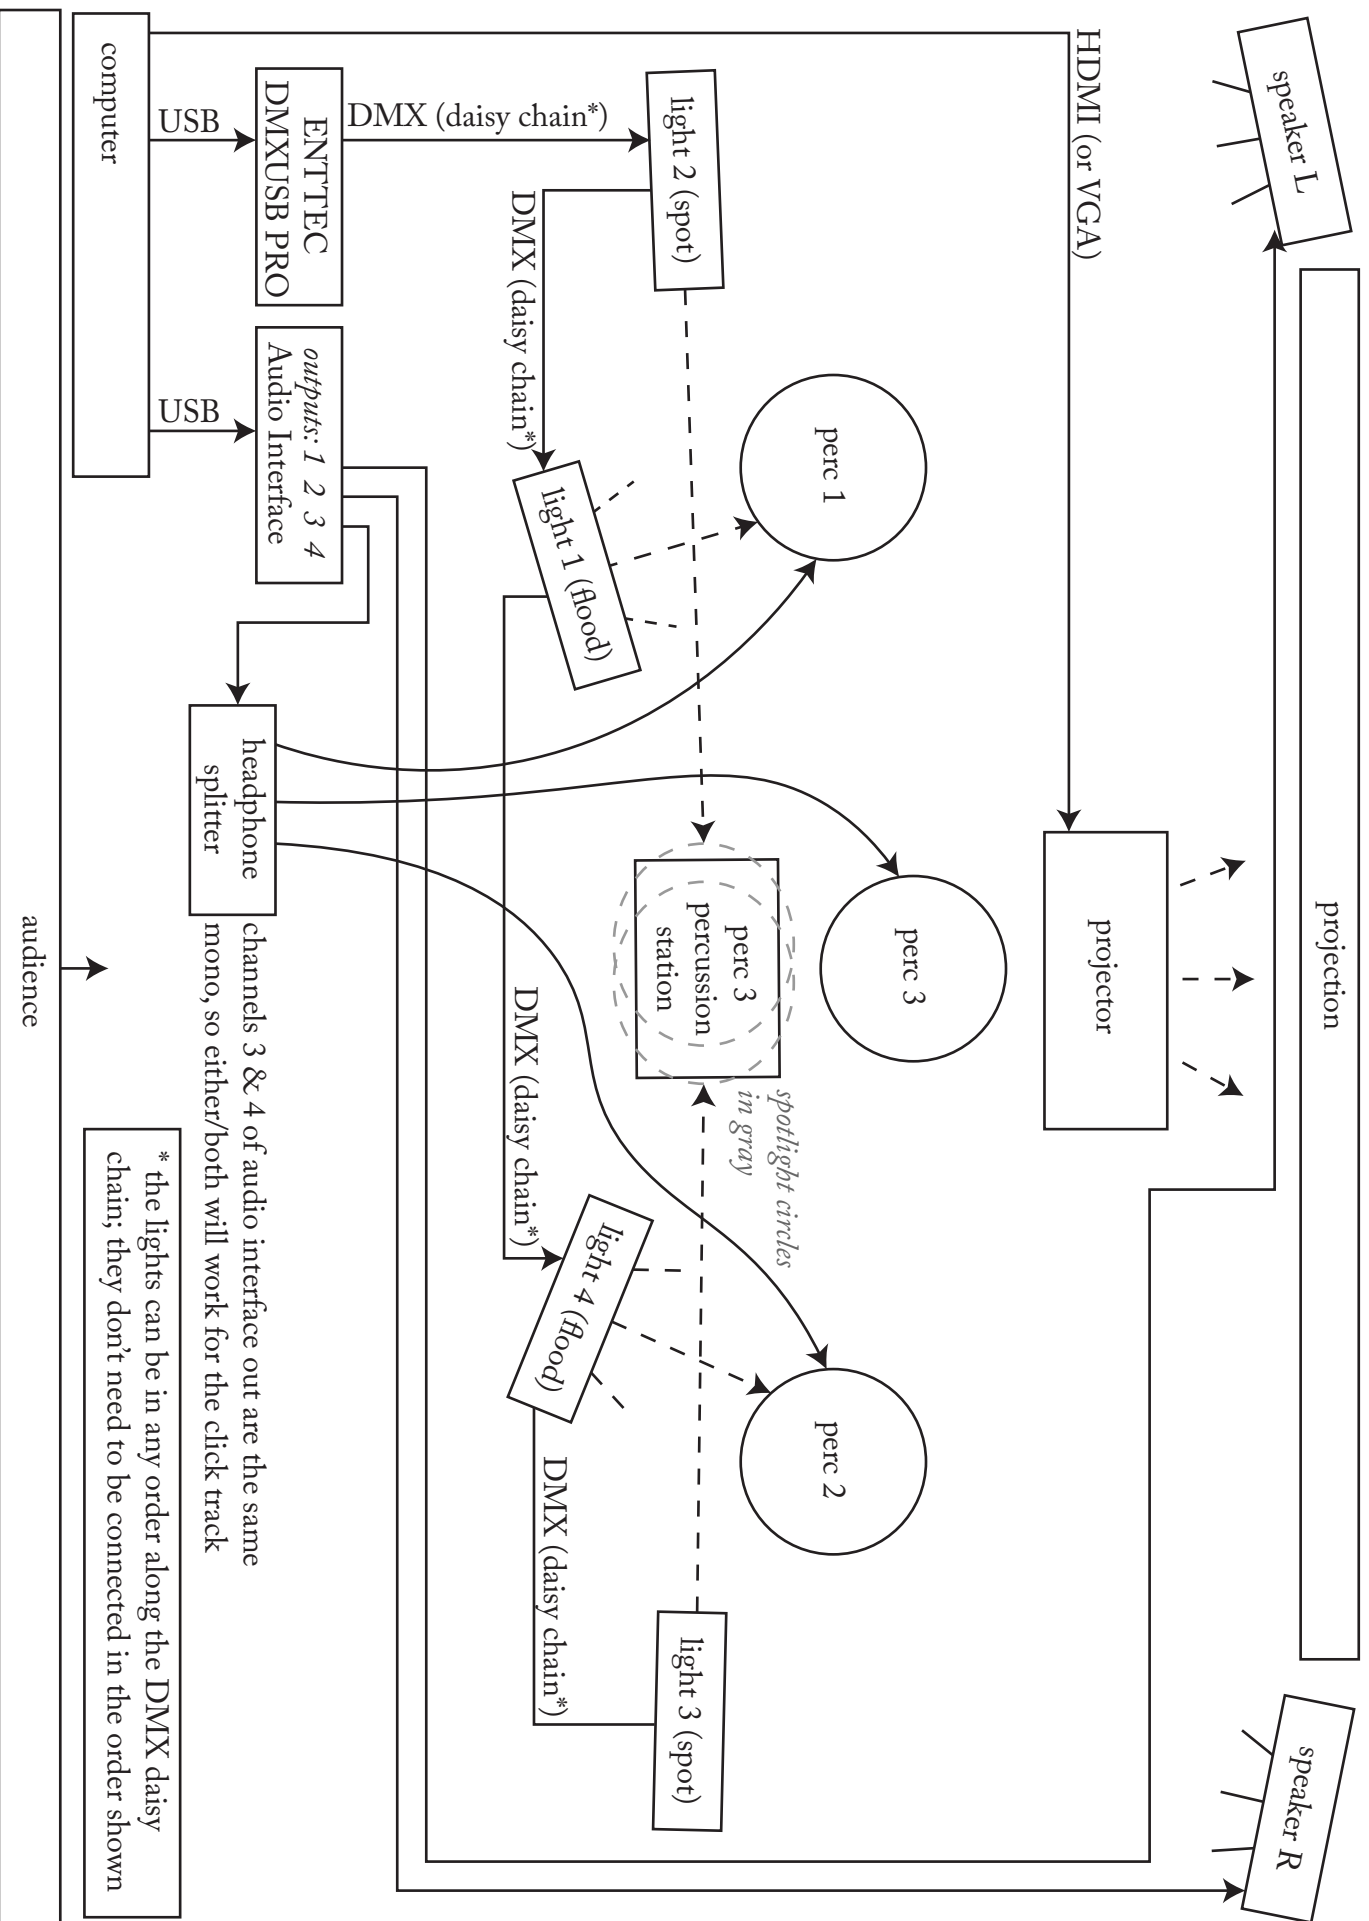 speaker L
projection
speaker R
HDMI (or VGA)
projector
perc 1
perc 3
perc 2
light 2 (spot)
perc 3
percussion
station
spotlight circles
in gray
light 3 (spot)
DMX (daisy chain*)
DMX (daisy chain*)
light 1 (flood)
DMX (daisy chain*)
light 4 (flood)
DMX (daisy chain*)
ENTTEC
DMXUSB PRO
outputs: 1 2 3 4
Audio Interface
USB
USB
headphone
splitter
channels 3 & 4 of audio interface out are the same
mono, so either/both will work for the click track
computer
* the lights can be in any order along the DMX daisy
chain; they don't need to be connected in the order shown
audience